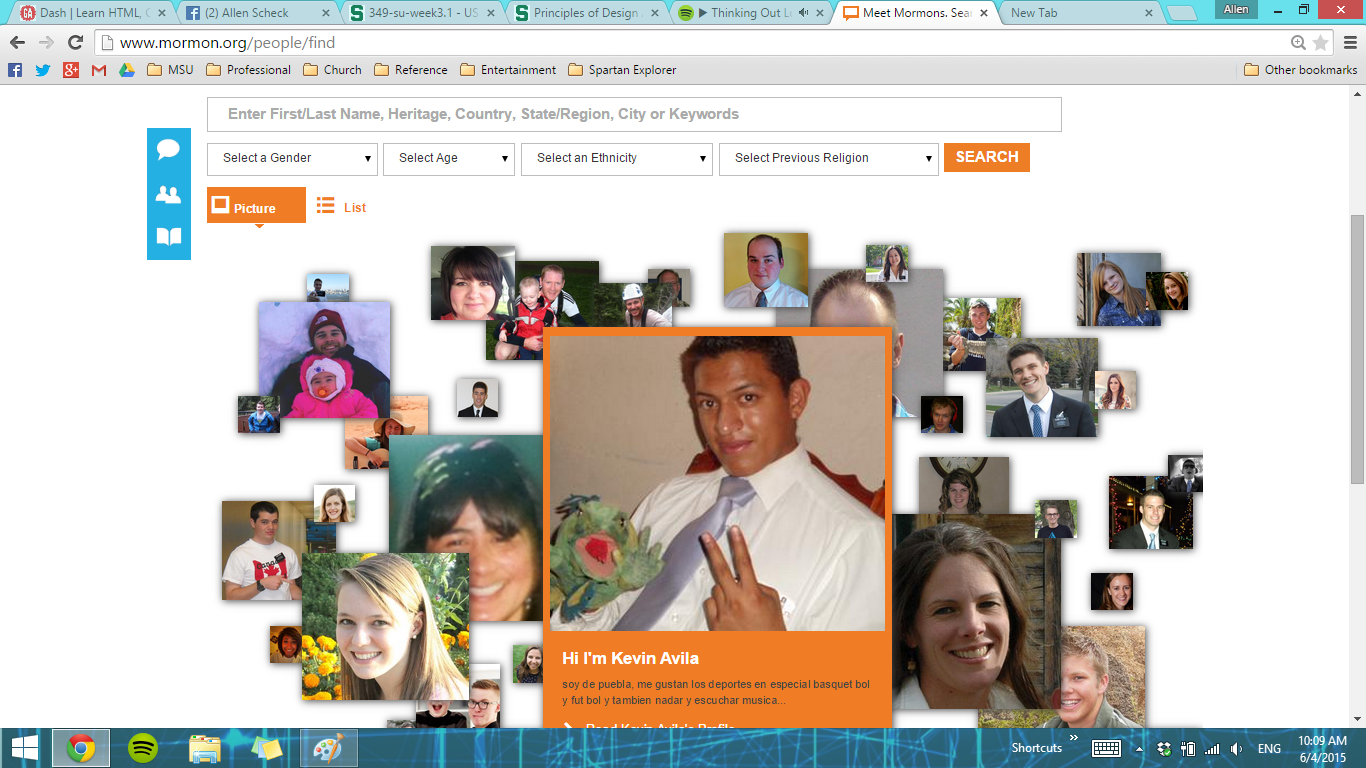 Dash | Learn HTML, C
(2) Allen Scheck
349-su-week3.1 - US
Principles of Design
Thinking Out L
Meet Mormons. Sea
New Tab
Allen
www.mormon.org/people/find
MSU
Professional
Church
Reference
Entertainment
Spartan Explorer
Other bookmarks
Enter First/Last Name, Heritage, Country, State/Region, City or Keywords
Select a Gender
Select Age
Select an Ethnicity
Select Previous Religion
SEARCH
Picture
List
Hi I'm Kevin Avila
soy de puebla, me gustan los deportes en especial basquet bol
y fut bol y tambien nadar y escuchar musica...
Read Kevin Avila's Profile
Shortcuts
ENG
10:09 AM
6/4/2015